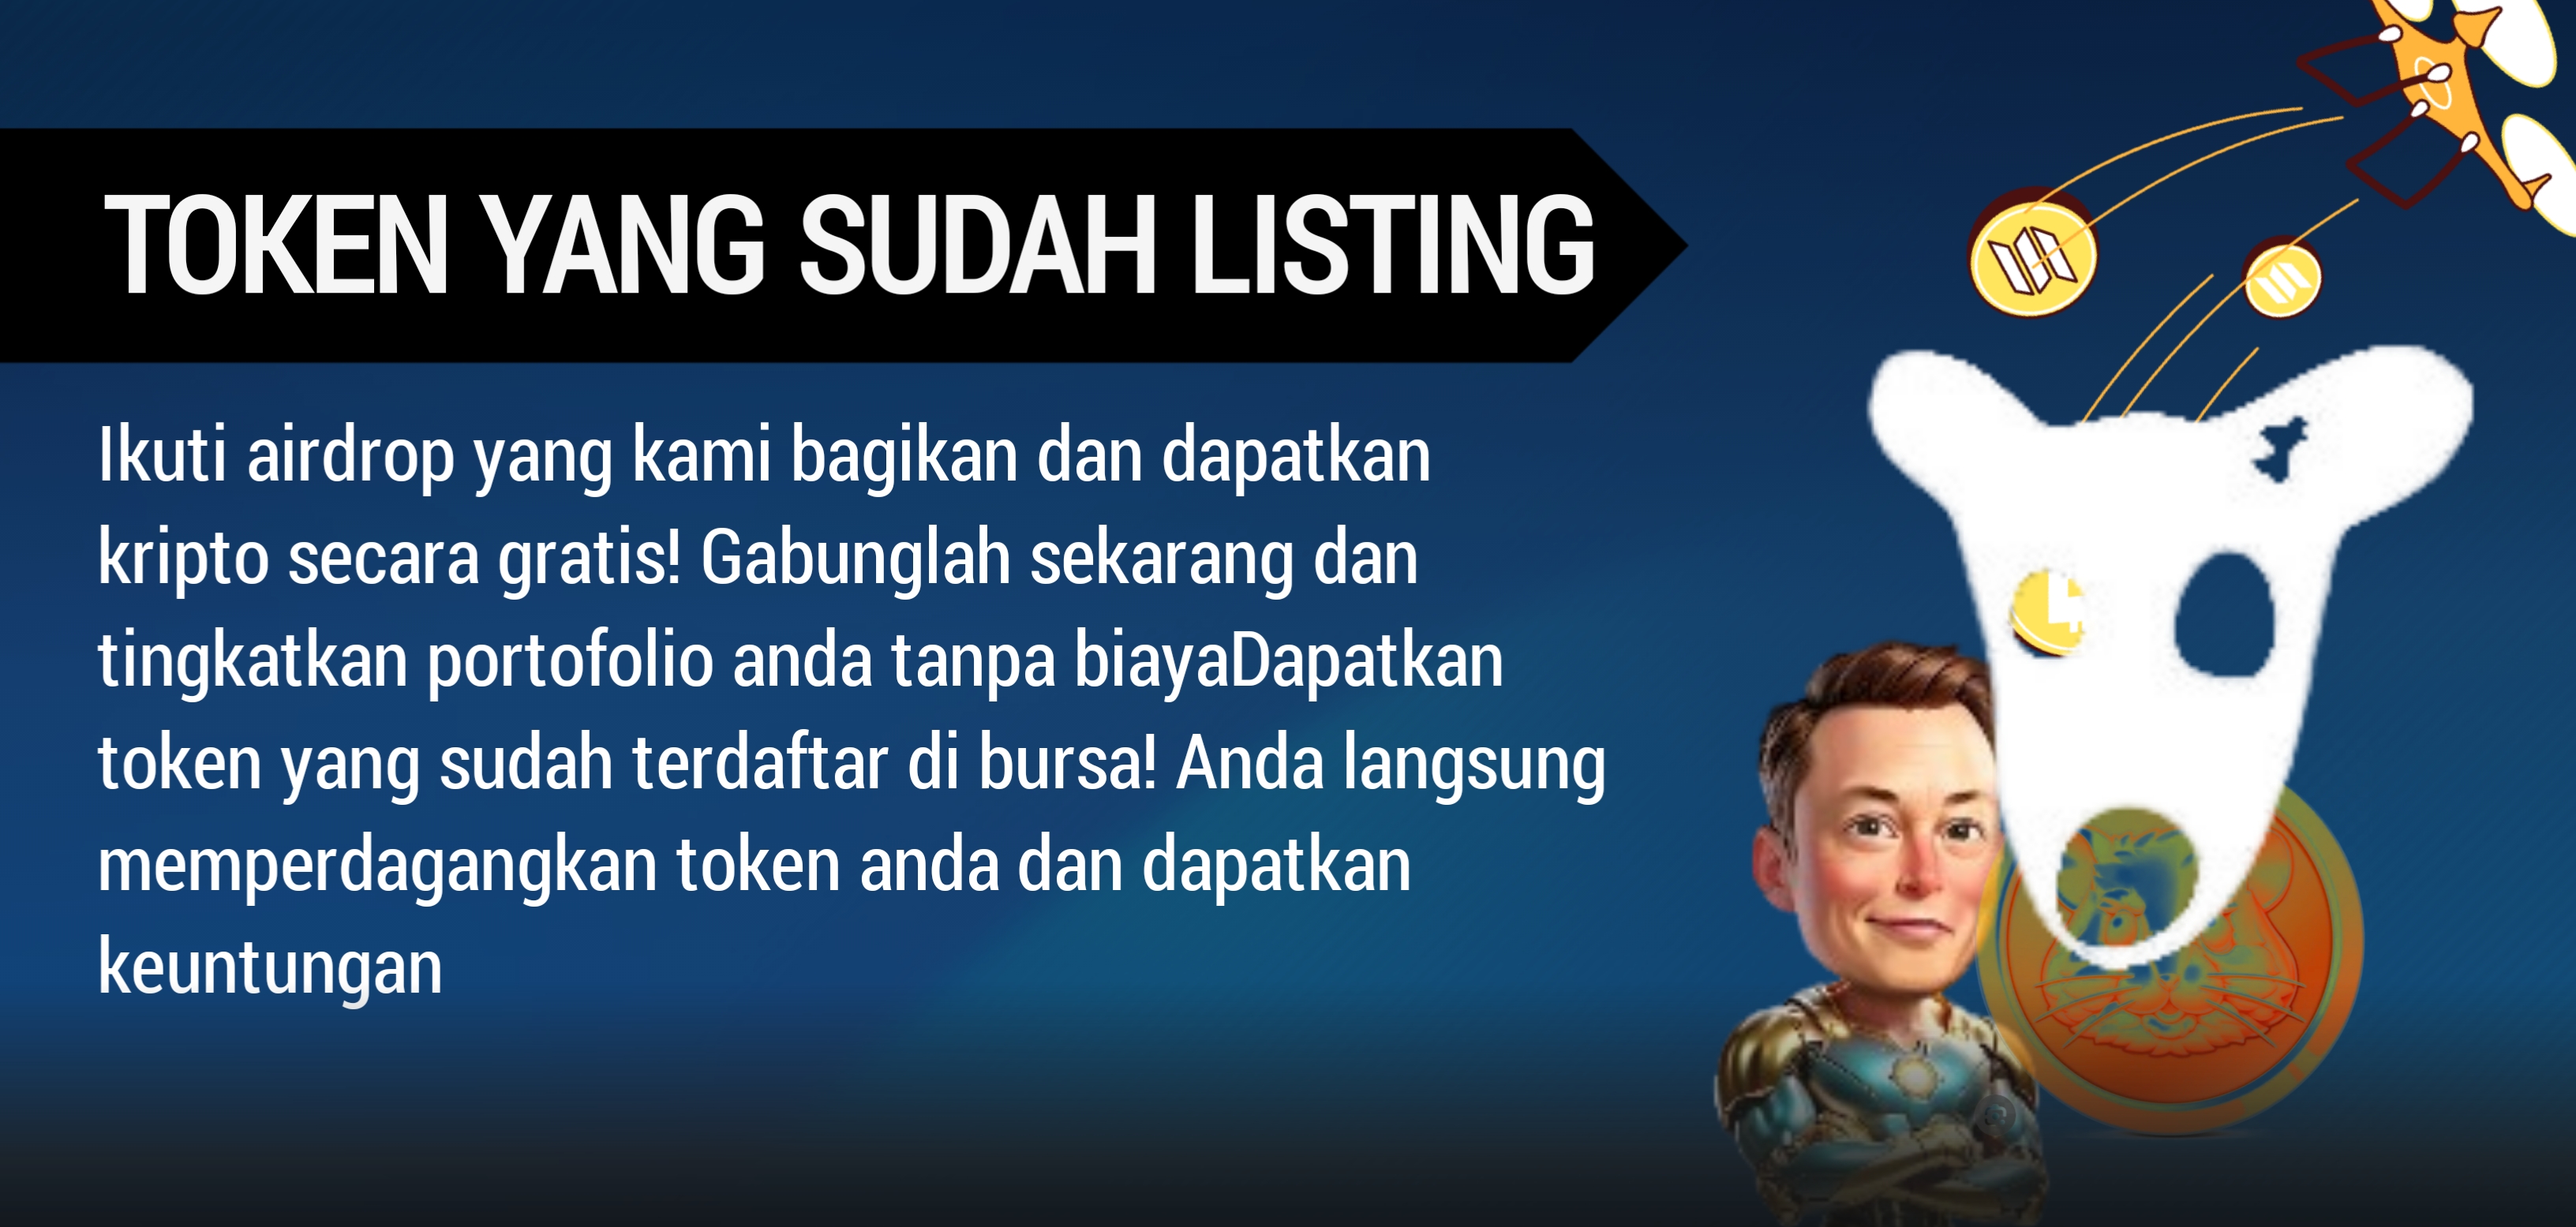 TOKEN YANG SUDAH LISTING
Ikuti airdrop yang kami bagikan dan dapatkan
kripto secara gratis! Gabunglah sekarang dan
tingkatkan portofolio anda tanpa biayaDapatkan
token yang sudah terdaftar di bursa! Anda langsung
memperdagangkan token anda dan dapatkan
keuntungan